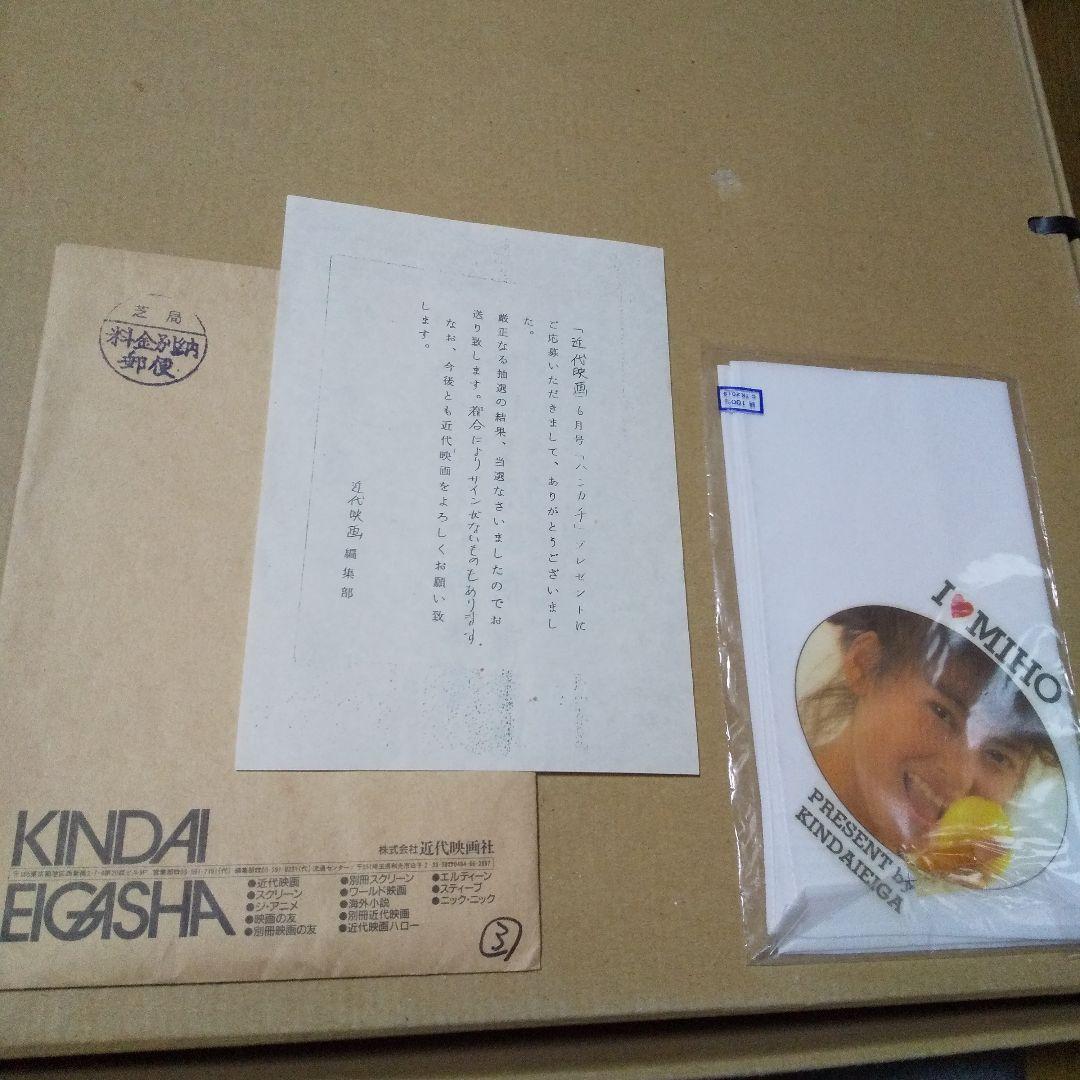 芝局
料金別納
郵便
KINDAI
EIGASHA
株式会社 近代映画社
●近代映画
●スクリーン
●ジ・アニメ
●映画の友
●別冊映画の友
●別冊スクリーン
●ワールド映画
●海外小説
●別冊近代映画
●近代映画ハロー
●エルティーン
●スティープ
●ニック・ニック
③
「近代映画」6月号「ハンカチ」プレゼントに
ご応募いただきまして、ありがとうございまし
た。
厳正なる抽選の結果、当選なさいましたのでお
送り致します。都合によりサインがないものもあります。
なお、今後とも近代映画をよろしくお願い致
します。
近代映画編集部
綿100%
I♥MIHO
PRESENT by
KINDAIEIGA